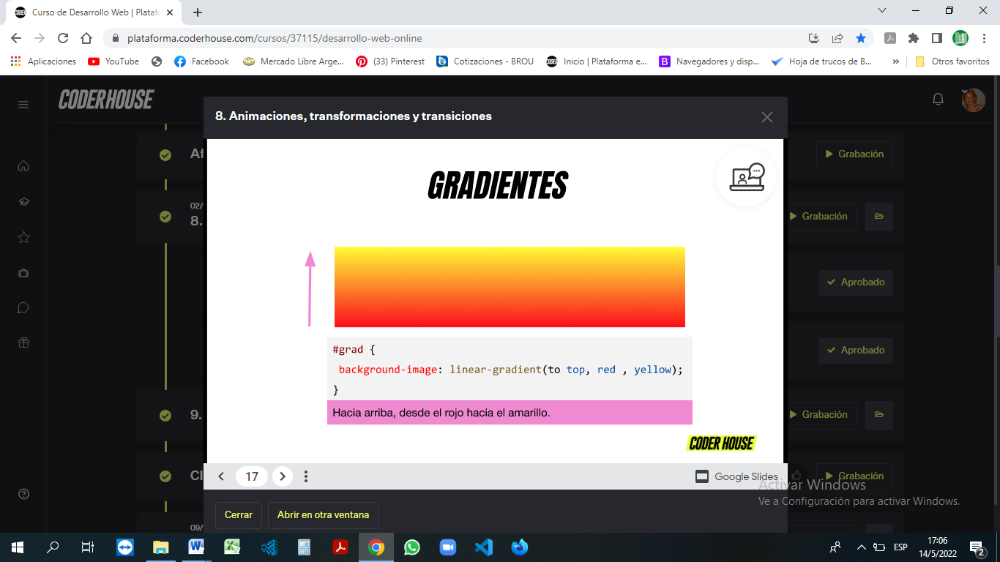 Curso de Desarrollo Web | Plataf
plataforma.coderhouse.com/cursos/37115/desarrollo-web-online
Aplicaciones
YouTube
Facebook
Mercado Libre Arge...
(33) Pinterest
Cotizaciones - BROU
Inicio | Plataforma e...
Navegadores y disp...
Hoja de trucos de B...
»
Otros favoritos
CODERHOUSE
8. Animaciones, transformaciones y transiciones
Af
Grabación
02/
8.
Grabación
Aprobado
Aprobado
9.
Grabación
Cl
Grabación
09/
GRADIENTES
#grad {
background-image: linear-gradient(to top, red , yellow);
}
Hacia arriba, desde el rojo hacia el amarillo.
CODER HOUSE
17
Google Slides
Activar Windows
Ve a Configuración para activar Windows.
Cerrar
Abrir en otra ventana
ESP
17:06
14/5/2022
2